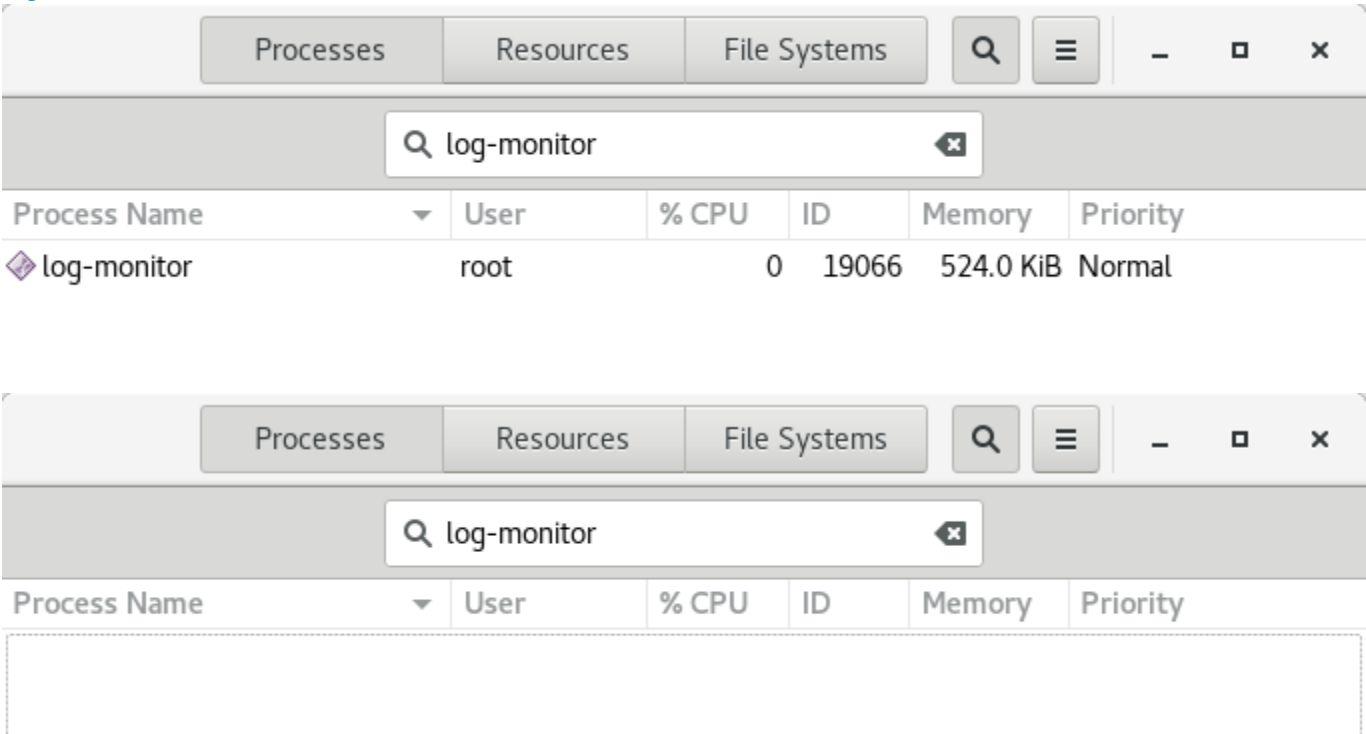 Processes Resources File Systems
log-monitor
Process Name User % CPU ID Memory Priority
log-monitor root 0 19066 524.0 KiB Normal
Processes Resources File Systems
log-monitor
Process Name User % CPU ID Memory Priority